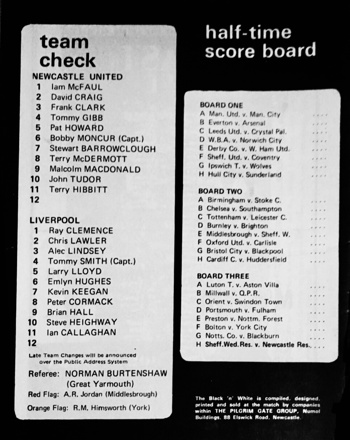 team
check
NEWCASTLE UNITED
1 Iam McFAUL
2 David CRAIG
3 Frank CLARK
4 Tommy GIBB
5 Pat HOWARD
6 Bobby MONCUR (Capt.)
7 Stewart BARROWCLOUGH
8 Terry McDERMOTT
9 Malcolm MACDONALD
10 John TUDOR
11 Terry HIBBITT
12
LIVERPOOL
1 Ray CLEMENCE
2 Chris LAWLER
3 Alec LINDSEY
4 Tommy SMITH (Capt.)
5 Larry LLOYD
6 Emlyn HUGHES
7 Kevin KEEGAN
8 Peter CORMACK
9 Brian HALL
10 Steve HEIGHWAY
11 Ian CALLAGHAN
12
Late Team Changes will be announced
over the Public Address System
Referee: NORMAN BURTENSHAW
(Great Yarmouth)
Red Flag: A.R. Jordan (Middlesbrough)
Orange Flag: R.M. Himsworth (York)
half-time
score board
BOARD ONE
A Man. Utd. v. Man. City ....
B Everton v. Arsenal ....
C Leeds Utd. v. Crystal Pal. ....
D W.B.A. v. Norwich City ....
E Derby Co. v. W. Ham Utd. ....
F Sheff. Utd. v. Coventry ....
G Ipswich T. v. Wolves ....
H Hull City v. Sunderland ....
BOARD TWO
A Birmingham v. Stoke C. ....
B Chelsea v. Southampton ....
C Tottenham v. Leicester C. ....
D Burnley v. Brighton ....
E Middlesbrough v. Sheff. W. ....
F Oxford Utd. v. Carlisle ....
G Bristol City v. Blackpool ....
H Cardiff C. v. Huddersfield ....
BOARD THREE
A Luton T. v. Aston Villa ....
B Millwall v. Q.P.R. ....
C Orient v. Swindon Town ....
D Portsmouth v. Fulham ....
E Preston v. Nottm. Forest ....
F Bolton v. York City ....
G Notts. Co. v. Blackburn ....
H Sheff.Wed.Res. v. Newcastle Res. ....
The Black 'n' White is compiled, designed,
printed and sold at the match by companies
within THE PILGRIM GATE GROUP, Nomad
Buildings, 88 Elswick Road, Newcastle.